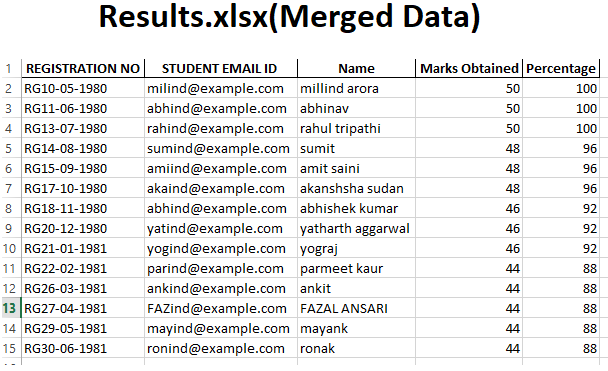 Results.xlsx(Merged Data)
1 REGISTRATION NO STUDENT EMAIL ID Name Marks Obtained Percentage
2 RG10-05-1980 milind@example.com millind arora 50 100
3 RG11-06-1980 abhind@example.com abhinav 50 100
4 RG13-07-1980 rahind@example.com rahul tripathi 50 100
5 RG14-08-1980 sumind@example.com sumit 48 96
6 RG15-09-1980 amiind@example.com amit saini 48 96
7 RG17-10-1980 akaind@example.com akanshsha sudan 48 96
8 RG18-11-1980 abhind@example.com abhishek kumar 46 92
9 RG20-12-1980 yatind@example.com yatharth aggarwal 46 92
10 RG21-01-1981 yogind@example.com yograj 46 92
11 RG22-02-1981 parind@example.com parmeet kaur 44 88
12 RG26-03-1981 ankind@example.com ankit 44 88
13 RG27-04-1981 FAZind@example.com FAZAL ANSARI 44 88
14 RG29-05-1981 mayind@example.com mayank 44 88
15 RG30-06-1981 ronind@example.com ronak 44 88